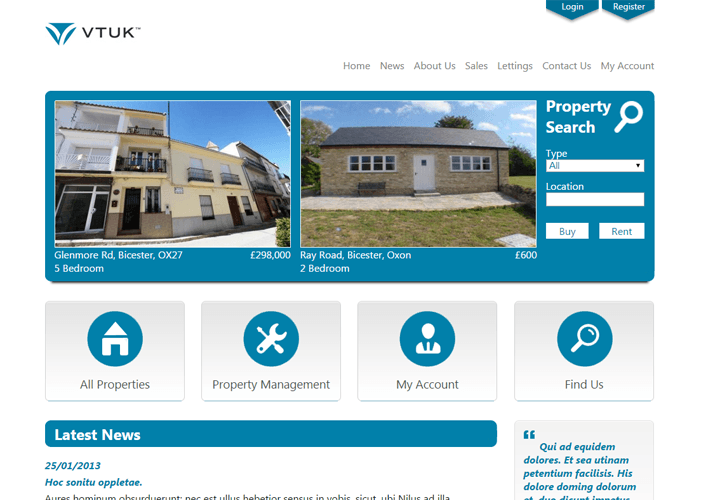 Login Register
VTUK™
Home News About Us Sales Lettings Contact Us My Account
Property
Search
Type
All
Location
Buy Rent
Glenmore Rd, Bicester, OX27 £298,000
5 Bedroom
Ray Road, Bicester, Oxon £600
2 Bedroom
All Properties
Property Management
My Account
Find Us
Latest News
25/01/2013
Hoc sonitu oppletae.
Aures hominum obsurduerunt; nec est ullus hebetior sensus in vobis, sicut, ubi Nilus ad illa,
“
Qui ad equidem
dolores. Et sea utinam
petentium facilisis. His
dolore doming dolorum
et, duo dicunt impetus